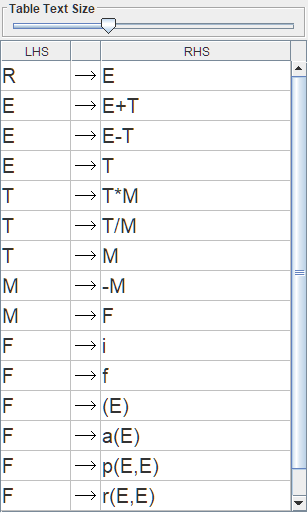 Table Text Size
LHS RHS
R → E
E → E+T
E → E-T
E → T
T → T*M
T → T/M
T → M
M → -M
M → F
F → i
F → f
F → (E)
F → a(E)
F → p(E,E)
F → r(E,E)